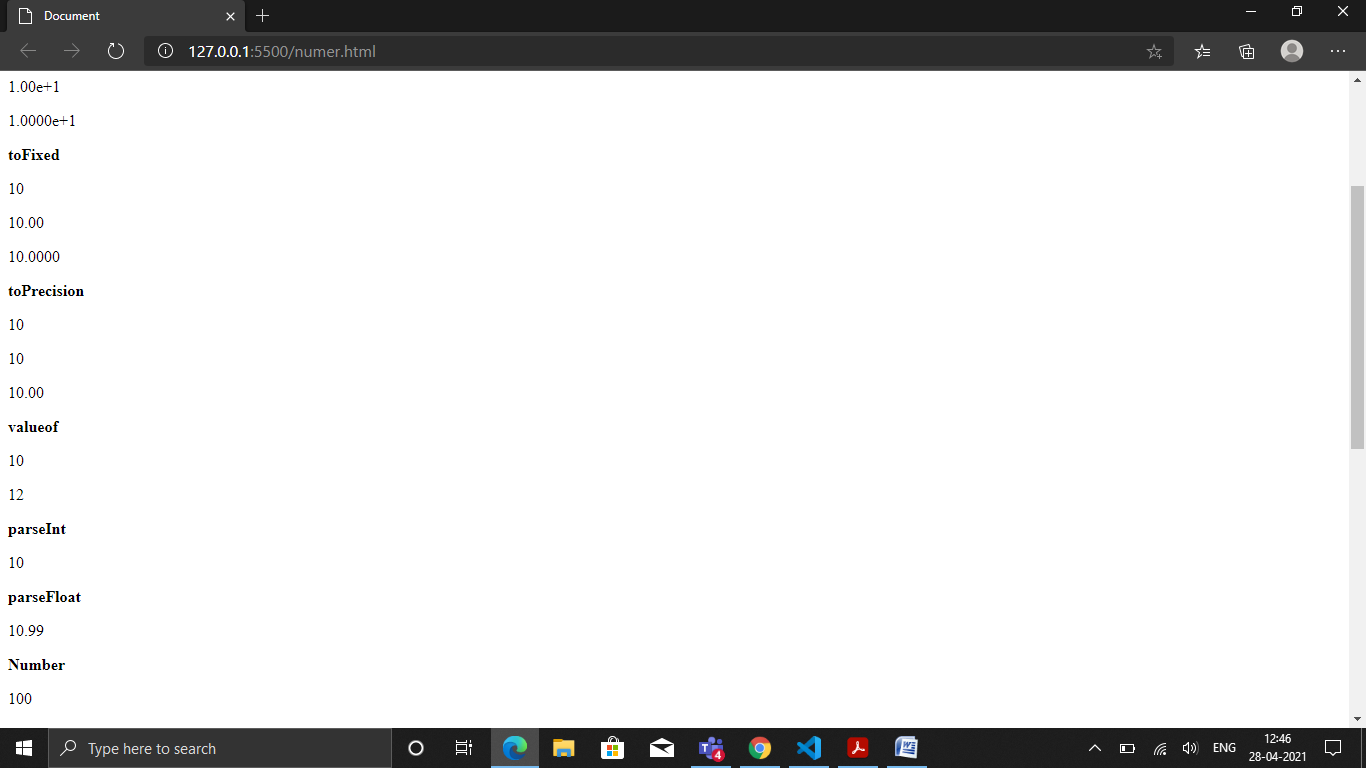 Document
127.0.0.1:5500/numer.html
1.00e+1
1.0000e+1
toFixed
10
10.00
10.0000
toPrecision
10
10
10.00
valueof
10
12
parseInt
10
parseFloat
10.99
Number
100
Type here to search
4
ENG
12:46
28-04-2021